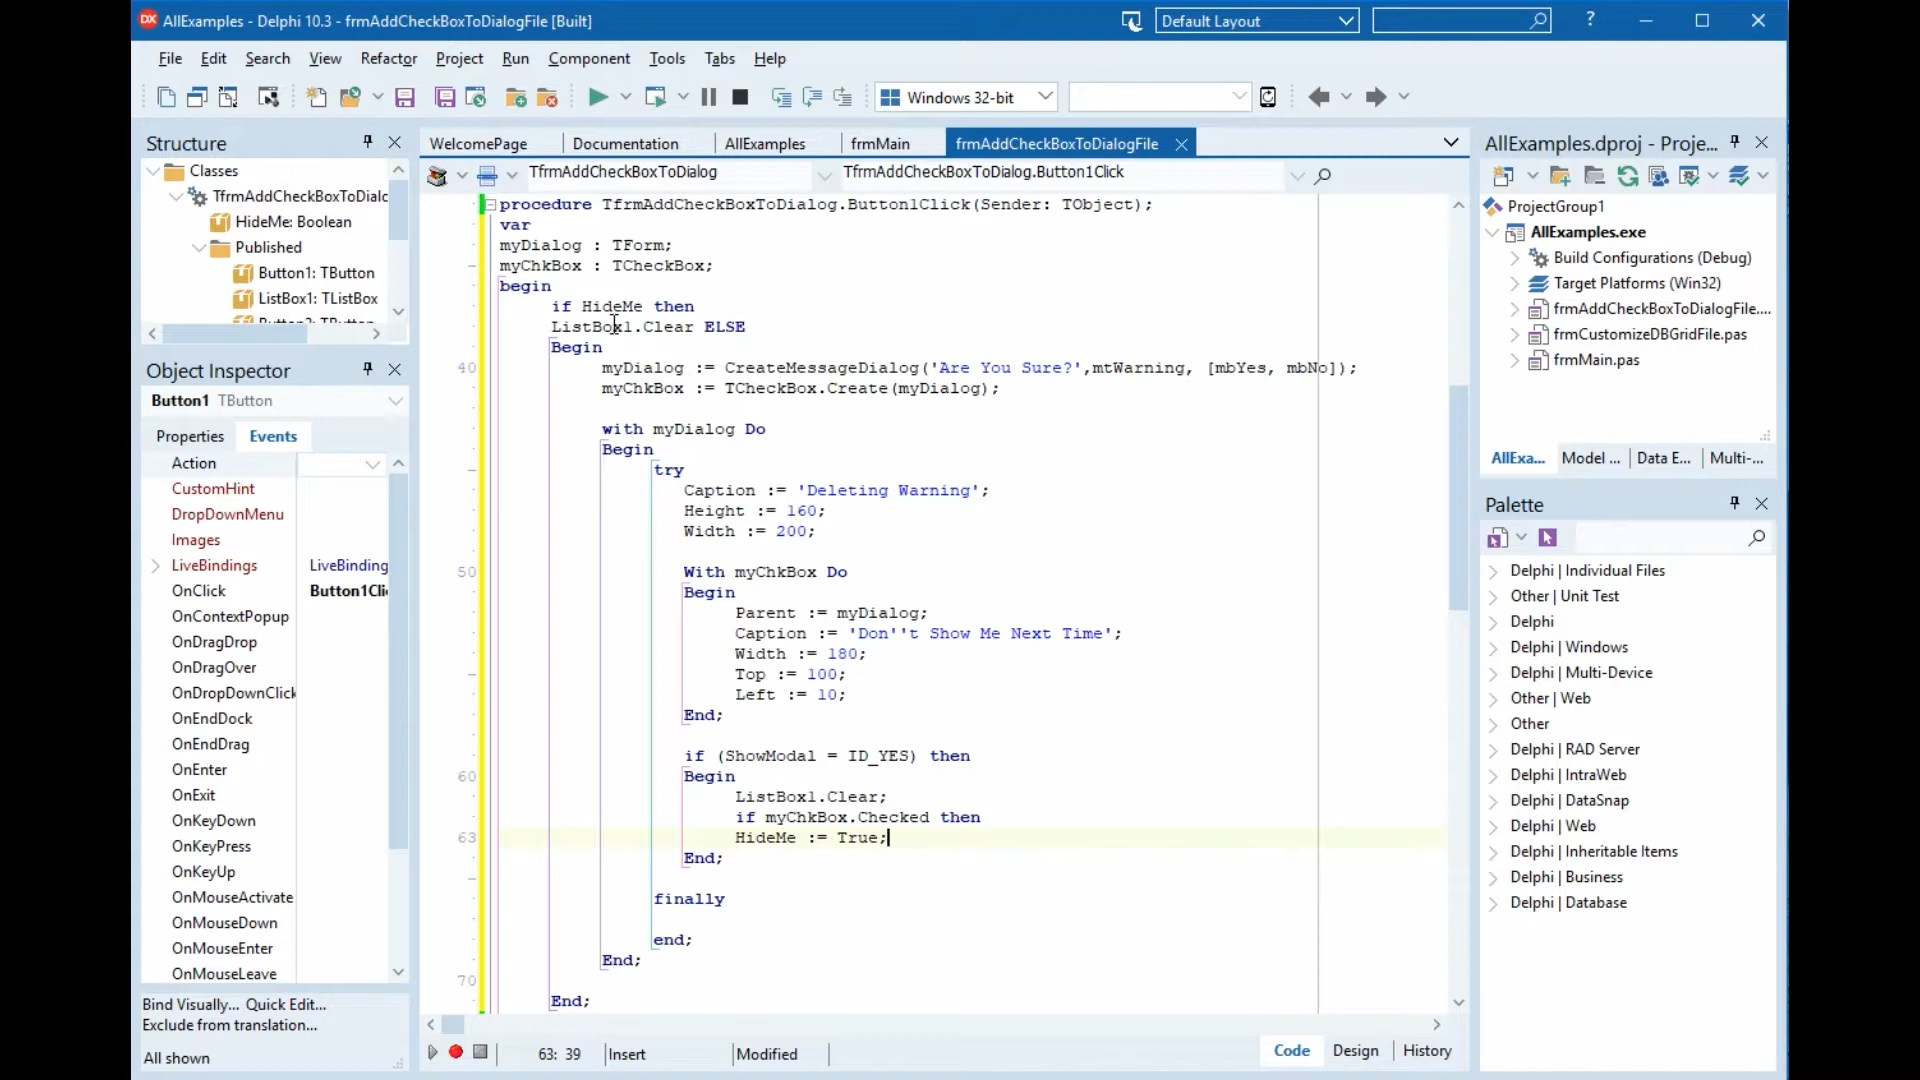 AllExamples - Delphi 10.3 - frmAddCheckBoxToDialogFile [Built]
Default Layout
?
File Edit Search View Refactor Project Run Component Tools Tabs Help
Windows 32-bit
Structure
Classes
TfrmAddCheckBoxToDialc
HideMe: Boolean
Published
Button1: TButton
ListBox1: TListBox
Object Inspector
Button1 TButton
Properties Events
Action
CustomHint
DropDownMenu
Images
LiveBindings LiveBinding
OnClick Button1Cli
OnContextPopup
OnDragDrop
OnDragOver
OnDropDownClick
OnEndDock
OnEndDrag
OnEnter
OnExit
OnKeyDown
OnKeyPress
OnKeyUp
OnMouseActivate
OnMouseDown
OnMouseEnter
OnMouseLeave
Bind Visually... Quick Edit...
Exclude from translation...
All shown
WelcomePage Documentation AllExamples frmMain frmAddCheckBoxToDialogFile
TfrmAddCheckBoxToDialog TfrmAddCheckBoxToDialog.Button1Click
procedure TfrmAddCheckBoxToDialog.Button1Click(Sender: TObject);
var
myDialog : TForm;
myChkBox : TCheckBox;
begin
if HideMe then
ListBox1.Clear ELSE
Begin
40 myDialog := CreateMessageDialog('Are You Sure?',mtWarning, [mbYes, mbNo]);
myChkBox := TCheckBox.Create(myDialog);
with myDialog Do
Begin
try
Caption := 'Deleting Warning';
Height := 160;
Width := 200;
50 With myChkBox Do
Begin
Parent := myDialog;
Caption := 'Don''t Show Me Next Time';
Width := 180;
Top := 100;
Left := 10;
End;
if (ShowModal = ID_YES) then
60 Begin
ListBox1.Clear;
if myChkBox.Checked then
63 HideMe := True;
End;
finally
end;
End;
70
End;
63: 39 Insert Modified
Code Design History
AllExamples.dproj - Proje...
ProjectGroup1
AllExamples.exe
Build Configurations (Debug)
Target Platforms (Win32)
frmAddCheckBoxToDialogFile....
frmCustomizeDBGridFile.pas
frmMain.pas
AllExa... Model ... Data E... Multi-...
Palette
Delphi | Individual Files
Other | Unit Test
Delphi
Delphi | Windows
Delphi | Multi-Device
Other | Web
Other
Delphi | RAD Server
Delphi | IntraWeb
Delphi | DataSnap
Delphi | Web
Delphi | Inheritable Items
Delphi | Business
Delphi | Database